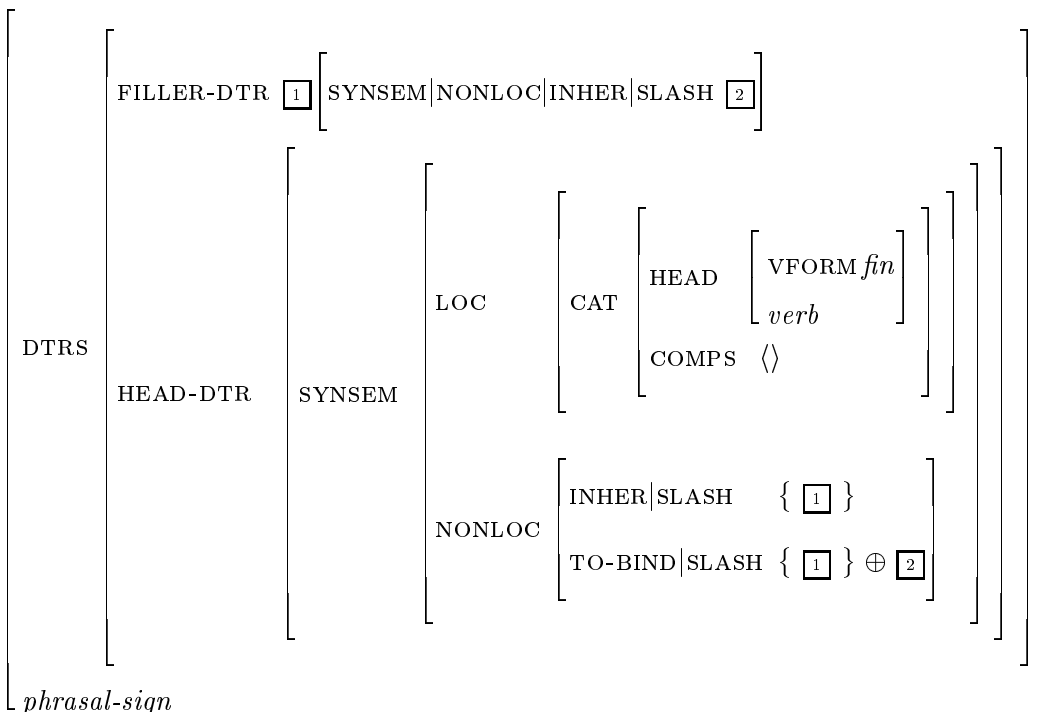 FILLER-DTR 1 SYNSEM|NONLOC|INHER|SLASH 2
HEAD VFORM fin
LOC CAT verb
DTRS COMPS ⟨⟩
HEAD-DTR SYNSEM
INHER|SLASH { 1 }
NONLOC
TO-BIND|SLASH { 1 } ⊕ 2
phrasal-sign